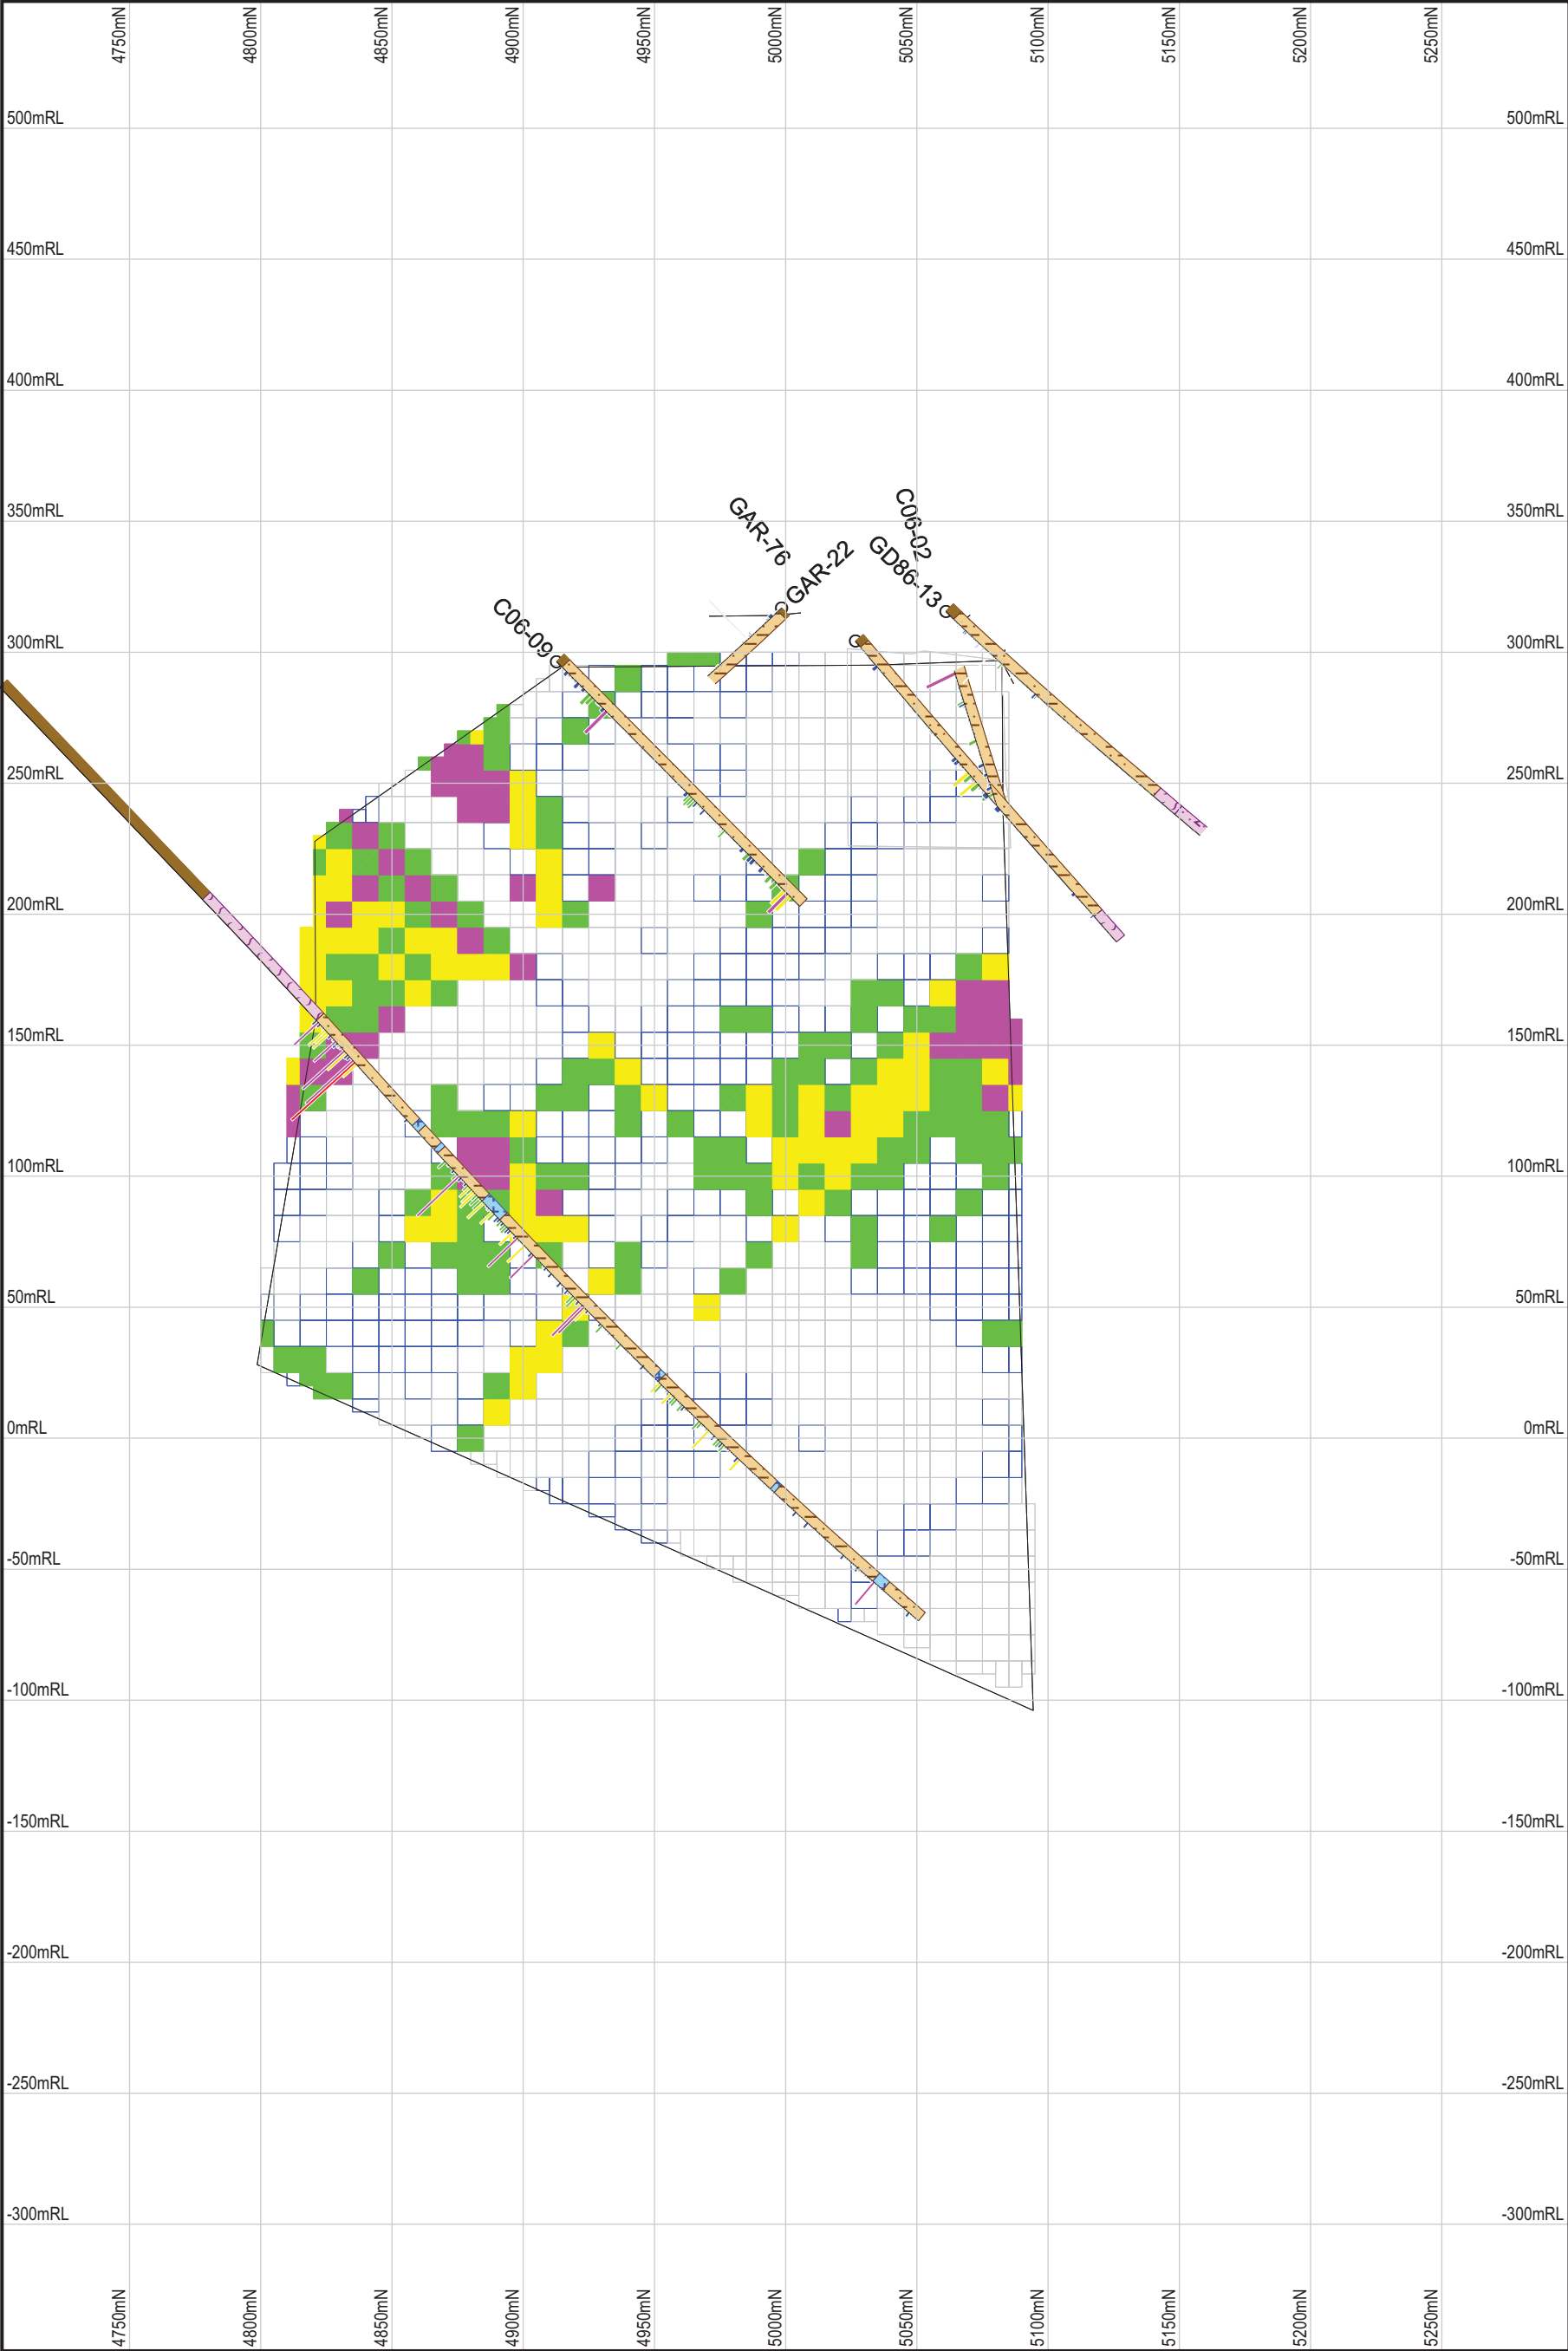 4750mN 4800mN 4850mN 4900mN 4950mN 5000mN 5050mN 5100mN 5150mN 5200mN 5250mN
500mRL 500mRL
450mRL 450mRL
400mRL 400mRL
350mRL 350mRL
C06-02
GAR-76
GAR-22
GD86-13
C06-09
300mRL 300mRL
250mRL 250mRL
200mRL 200mRL
150mRL 150mRL
100mRL 100mRL
50mRL 50mRL
0mRL 0mRL
-50mRL -50mRL
-100mRL -100mRL
-150mRL -150mRL
-200mRL -200mRL
-250mRL -250mRL
-300mRL -300mRL
4750mN 4800mN 4850mN 4900mN 4950mN 5000mN 5050mN 5100mN 5150mN 5200mN 5250mN